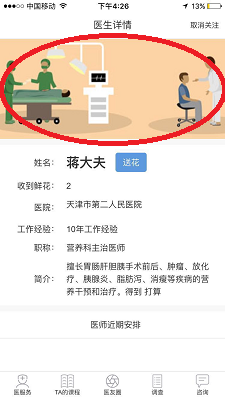 中国移动 下午4:26 13%
医生详情 取消关注
姓名： 蒋大夫 送花
收到鲜花： 2
医院： 天津市第二人民医院
工作经验： 10年工作经验
职称： 营养科主治医师
简介： 擅长胃肠肝胆胰手术前后、肿瘤、放化
疗、胰腺炎、脂肪泻、消瘦等疾病的营
养干预和治疗。得到 打算
医师近期安排
医服务 TA的课程 医友圈 调查 咨询